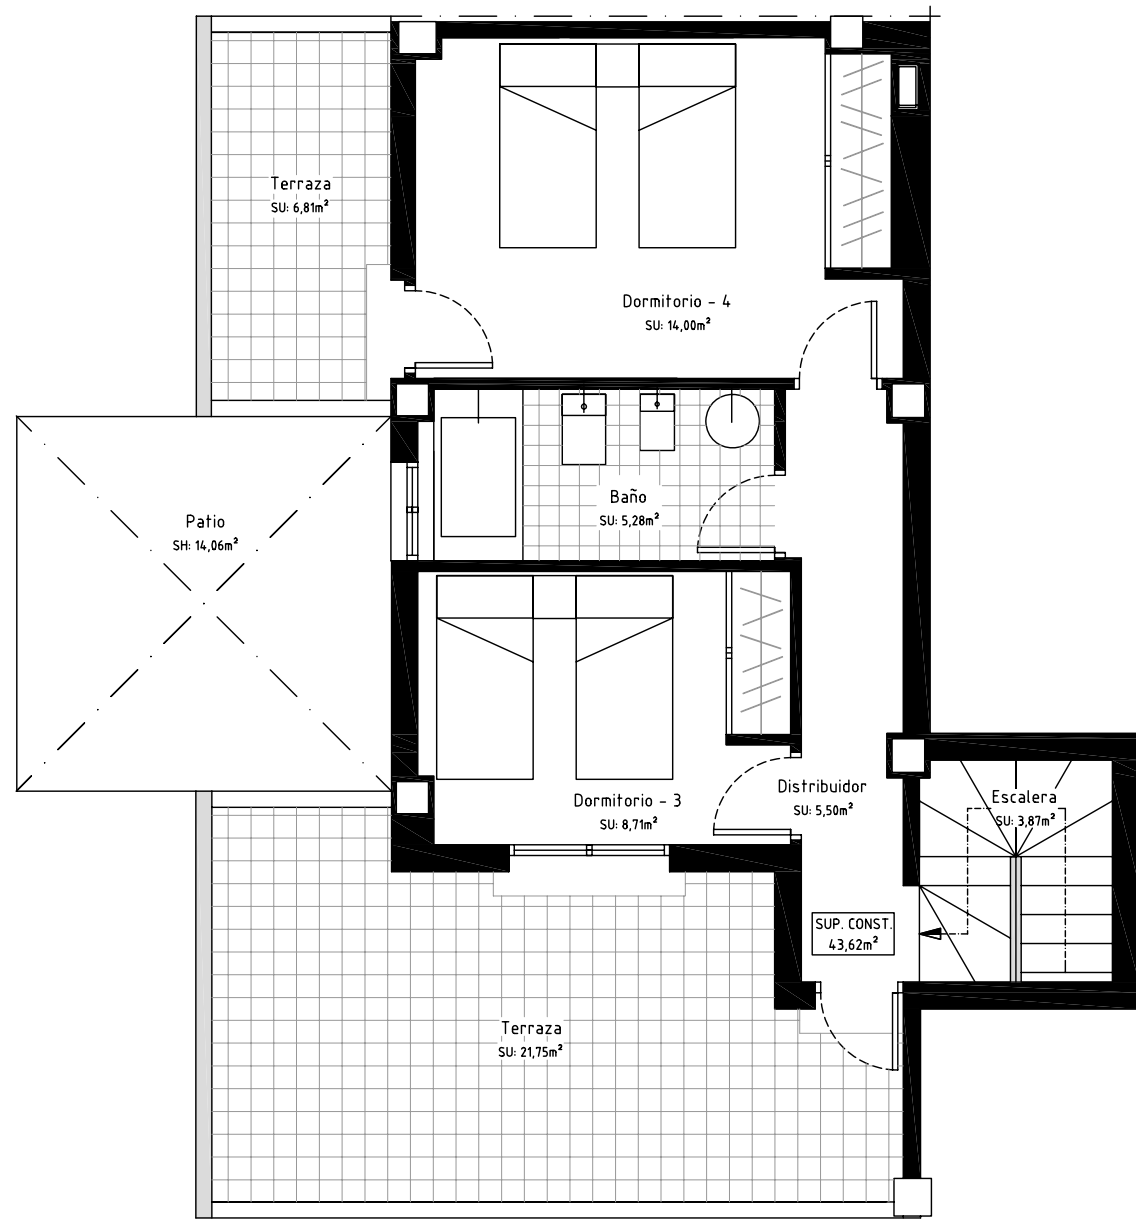 Terraza
SU: 6,81m²
Dormitorio - 4
SU: 14,00m²
Baño
SU: 5,28m²
Patio
SH: 14,06m²
Dormitorio - 3
SU: 8,71m²
Distribuidor
SU: 5,50m²
Escalera
SU: 3,87m²
SUP. CONST.
43,62m²
Terraza
SU: 21,75m²